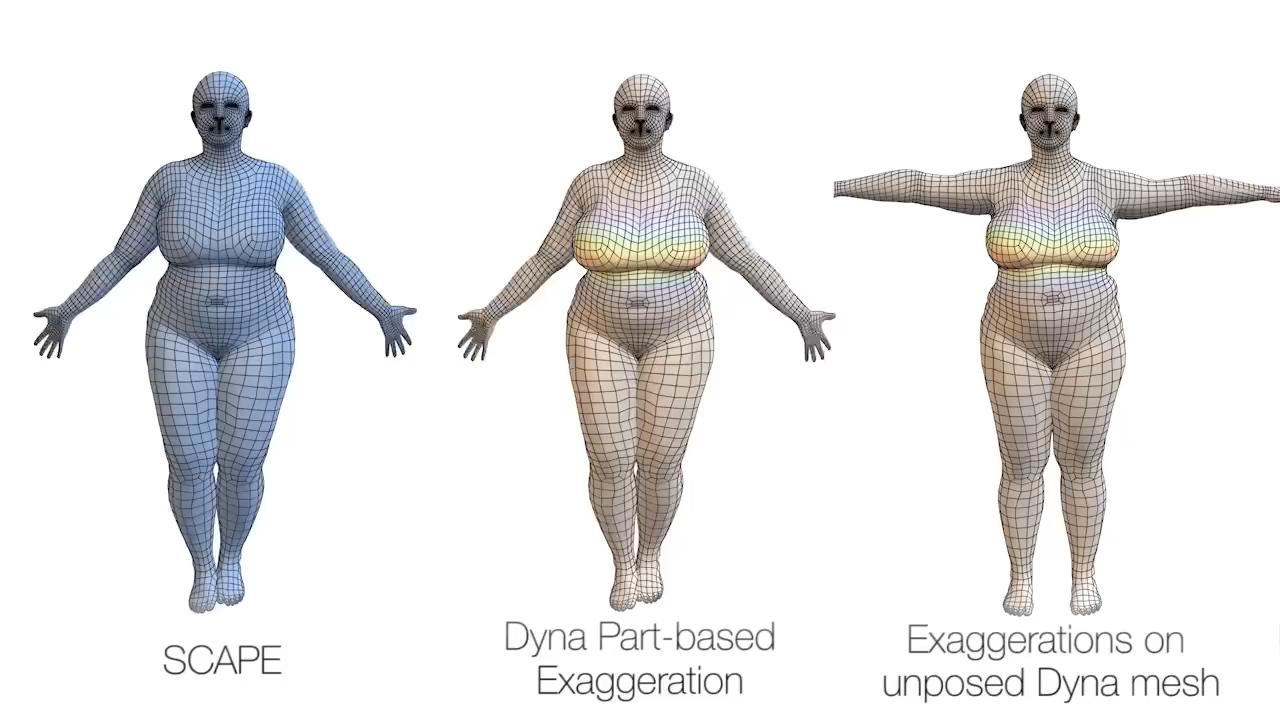 SCAPE
Dyna Part-based
Exaggeration
Exaggerations on
unposed Dyna mesh